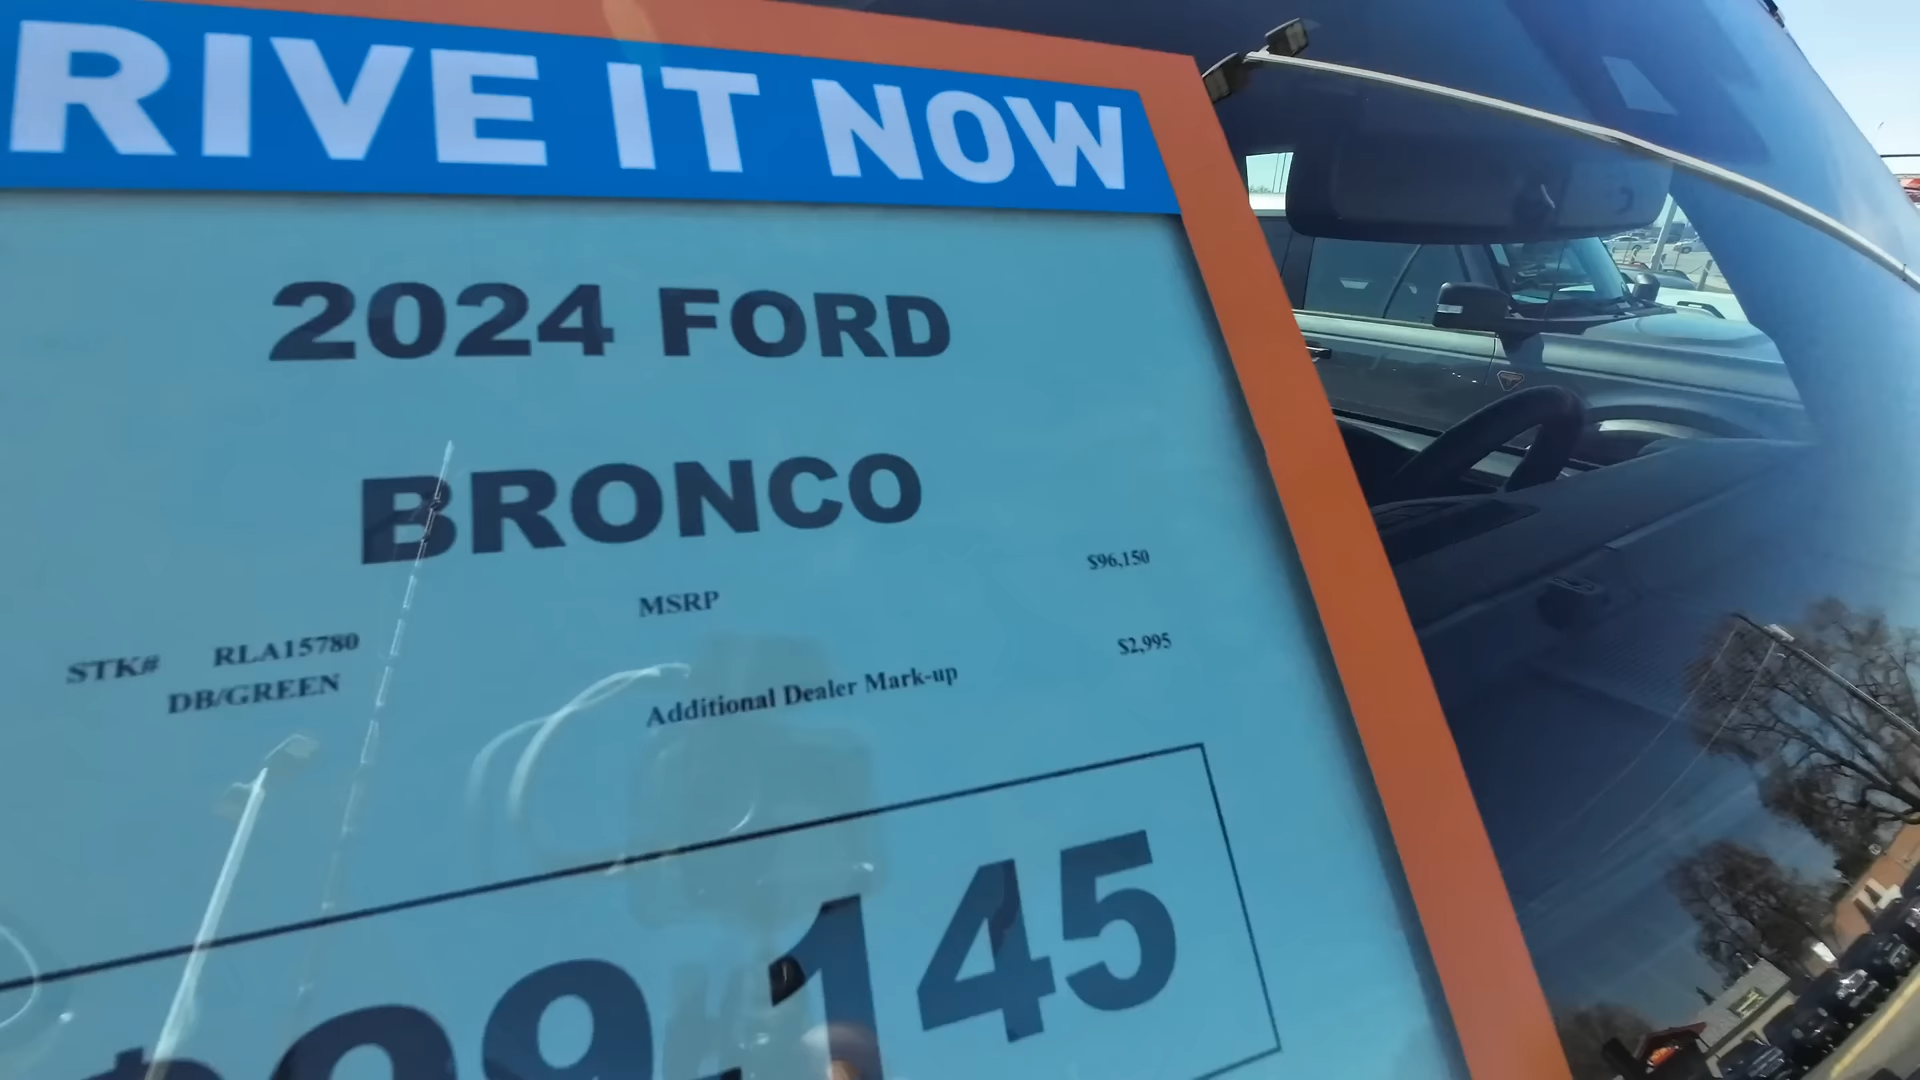 RIVE IT NOW
2024 FORD
BRONCO
MSRP $96,150
STK# RLA15780
DB/GREEN
Additional Dealer Mark-up $2,995
99,145